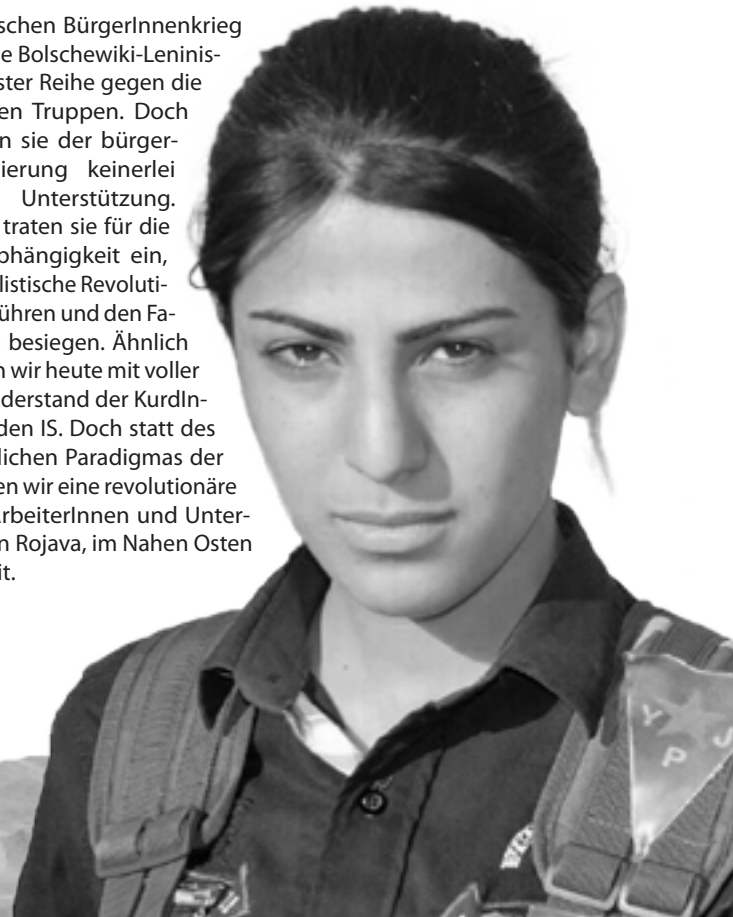 schen BürgerInnenkrieg
e Bolschewiki-Leninis-
ster Reihe gegen die
en Truppen. Doch
n sie der bürger-
ierung keinerlei
Unterstützung.
traten sie für die
bhängigkeit ein,
listische Revoluti-
ühren und den Fa-
besiegen. Ähnlich
n wir heute mit voller
derstand der KurdIn-
den IS. Doch statt des
lichen Paradigmas der
en wir eine revolutionäre
ArbeiterInnen und Unter-
n Rojava, im Nahen Osten
it.
Y P J